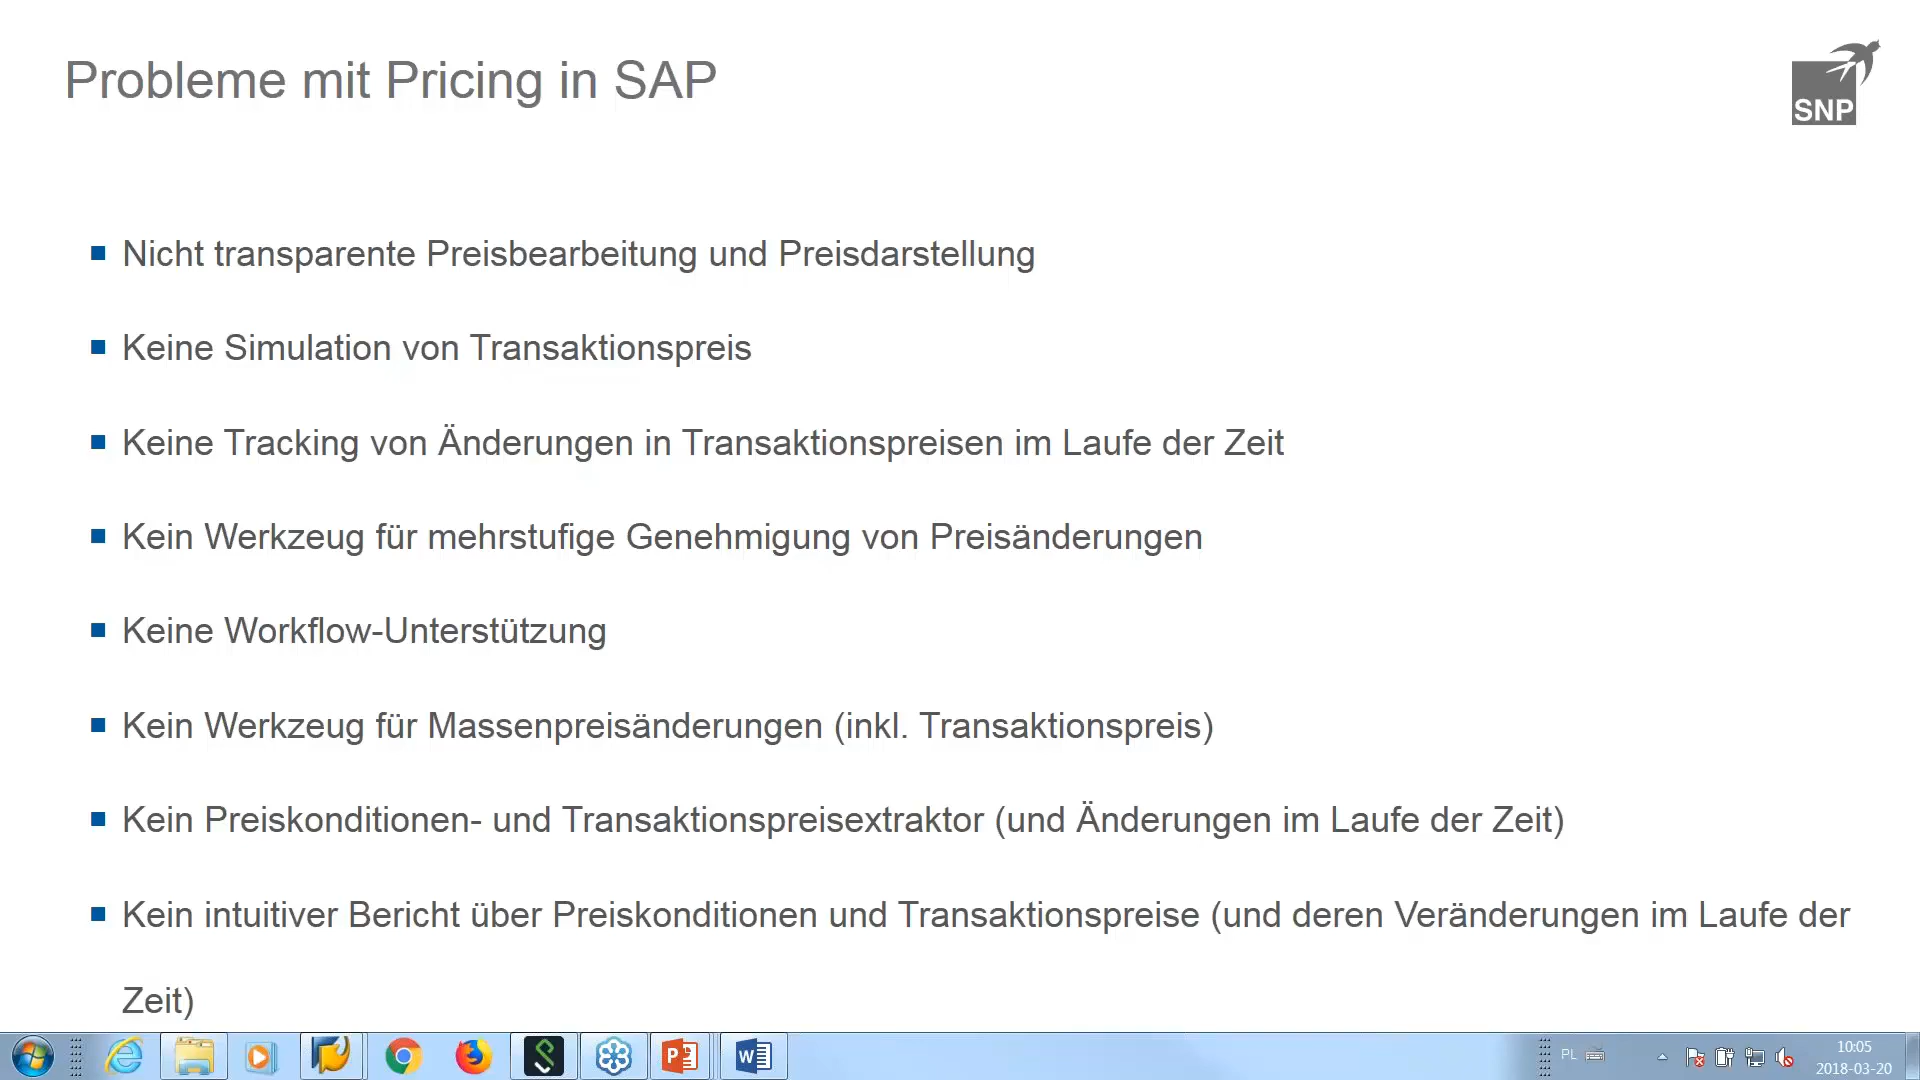 Probleme mit Pricing in SAP
SNP
Nicht transparente Preisbearbeitung und Preisdarstellung
Keine Simulation von Transaktionspreis
Keine Tracking von Änderungen in Transaktionspreisen im Laufe der Zeit
Kein Werkzeug für mehrstufige Genehmigung von Preisänderungen
Keine Workflow-Unterstützung
Kein Werkzeug für Massenpreisänderungen (inkl. Transaktionspreis)
Kein Preiskonditionen- und Transaktionspreisextraktor (und Änderungen im Laufe der Zeit)
Kein intuitiver Bericht über Preiskonditionen und Transaktionspreise (und deren Veränderungen im Laufe der
Zeit)
PL
10:05
2018-03-20